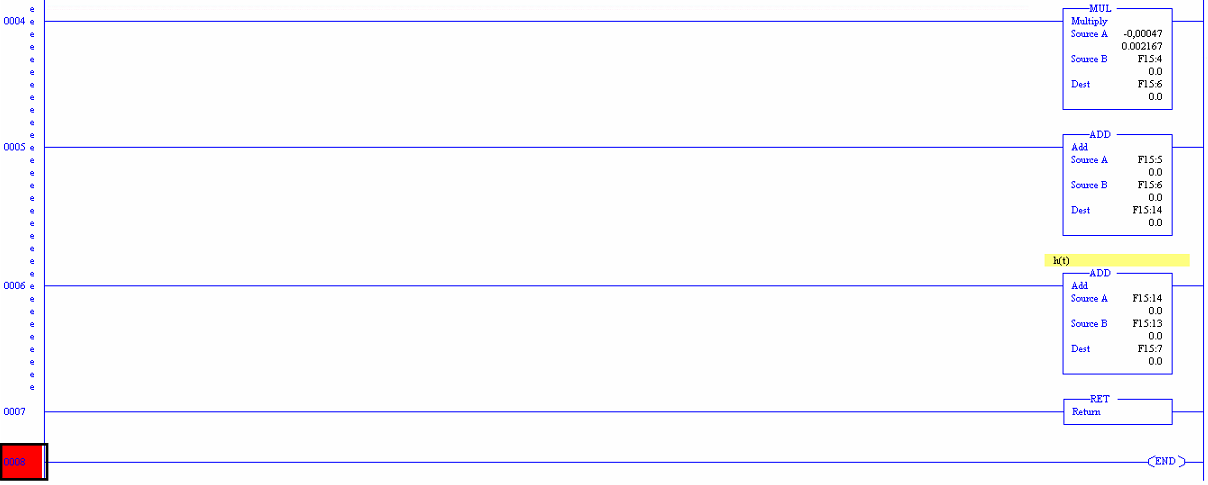 e
0004 e
e
e
e
e
e
e
e
e
e
0005 e
e
e
e
e
e
e
e
e
e
e
0006 e
e
e
e
e
e
e
e
e
0007
0008
MUL
Multiply
Source A -0,00047
0.002167
Source B F15:4
0.0
Dest F15:6
0.0
ADD
Add
Source A F15:5
0.0
Source B F15:6
0.0
Dest F15:14
0.0
h(t)
ADD
Add
Source A F15:14
0.0
Source B F15:13
0.0
Dest F15:7
0.0
RET
Return
END